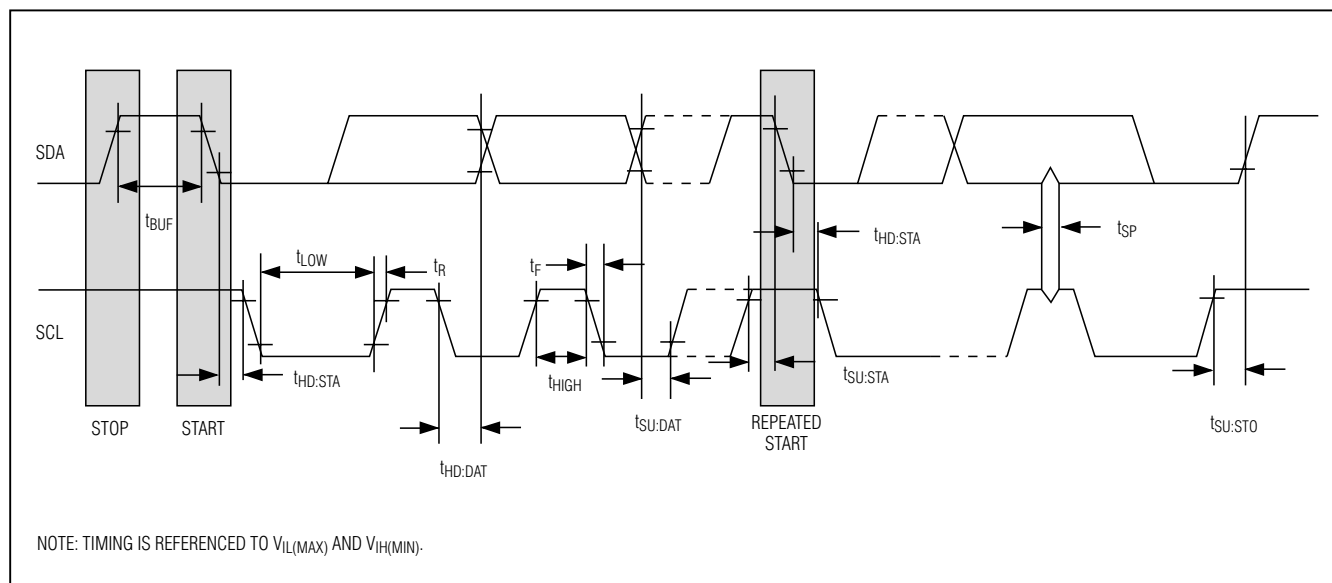 SDA
tBUF
tLOW
tR
tF
tHD:STA
tSP
SCL
tHD:STA
tHIGH
tSU:STA
tSU:DAT
tSU:STO
STOP
START
REPEATED
START
tHD:DAT
NOTE: TIMING IS REFERENCED TO VIL(MAX) AND VIH(MIN).